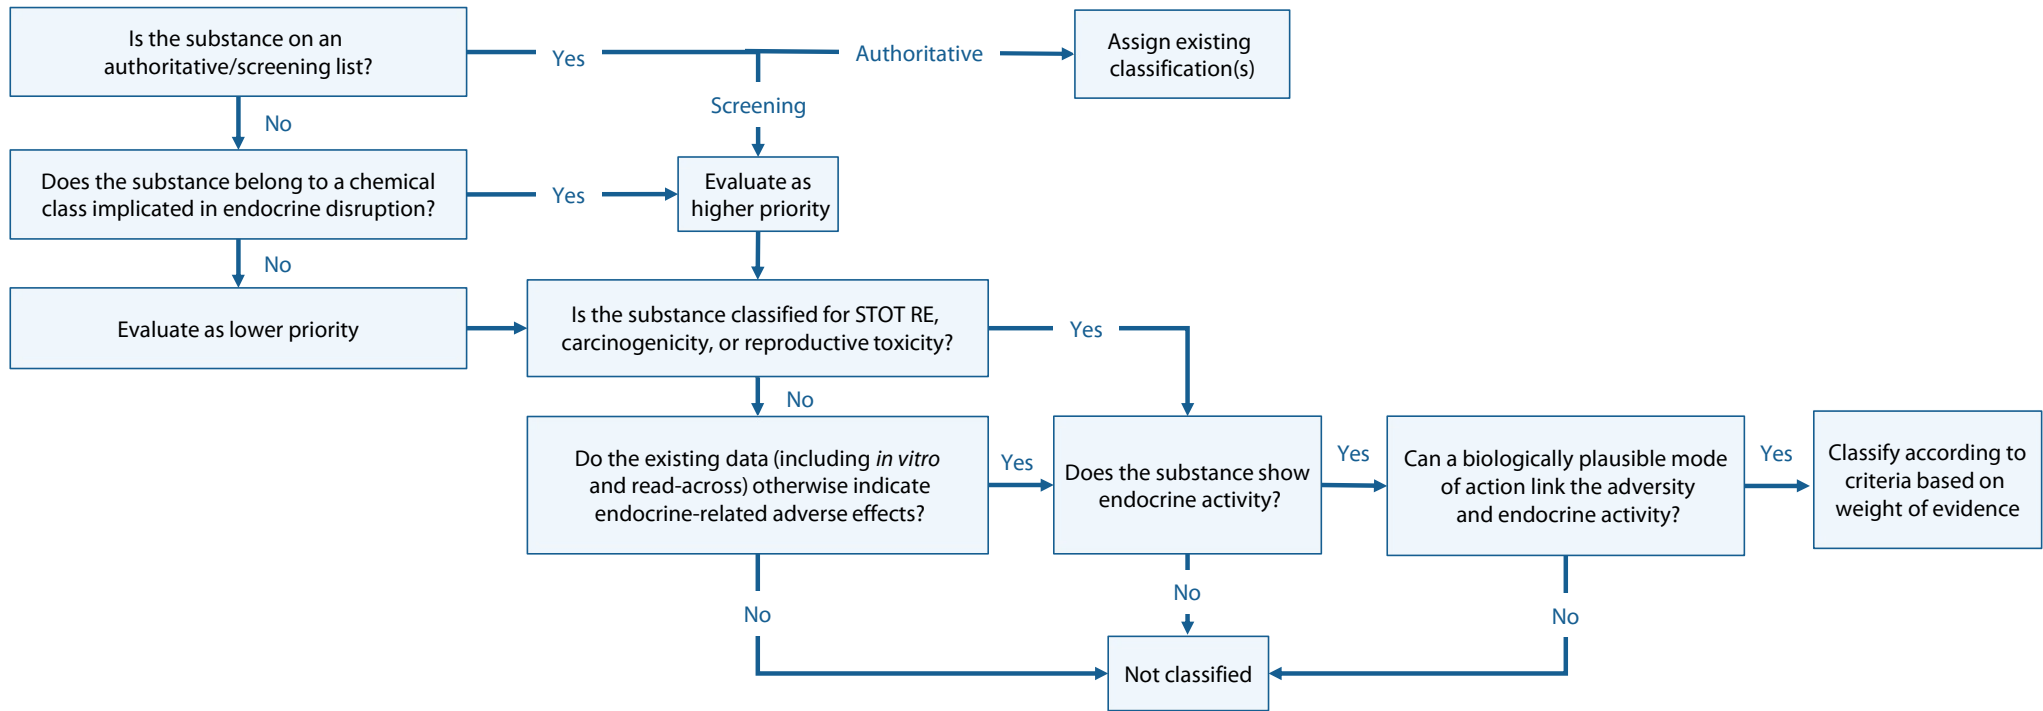 Is the substance on an
authoritative/screening list?
Yes
Authoritative
Assign existing
classification(s)
Screening
No
Does the substance belong to a chemical
class implicated in endocrine disruption?
Yes
Evaluate as
higher priority
No
Evaluate as lower priority
Is the substance classified for STOT RE,
carcinogenicity, or reproductive toxicity?
Yes
No
Do the existing data (including in vitro
and read-across) otherwise indicate
endocrine-related adverse effects?
Yes
Does the substance show
endocrine activity?
Yes
Can a biologically plausible mode
of action link the adversity
and endocrine activity?
Yes
Classify according to
criteria based on
weight of evidence
No
No
No
Not classified